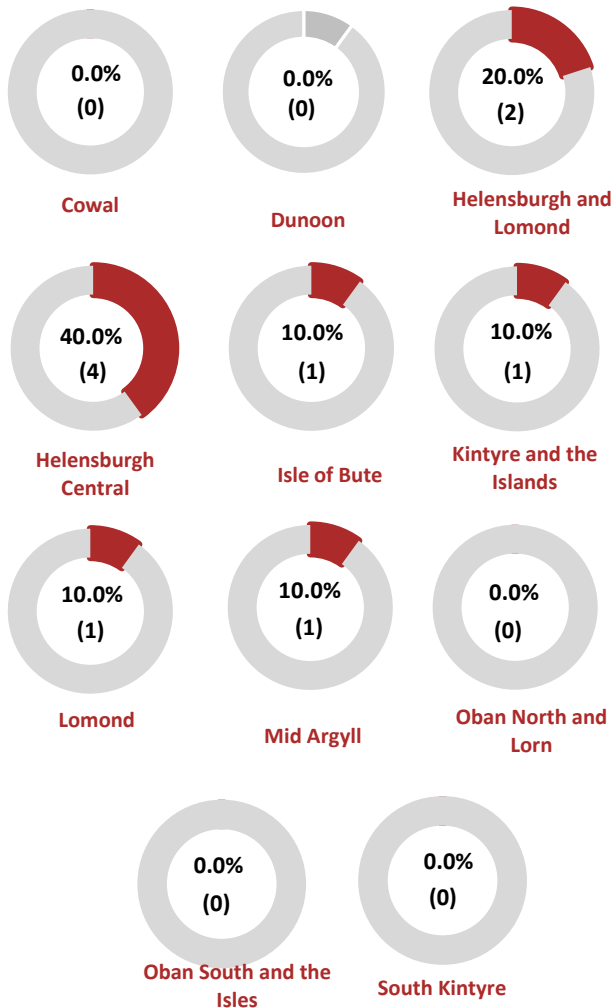 0.0%
(0)
Cowal
0.0%
(0)
Dunoon
20.0%
(2)
Helensburgh and
Lomond
40.0%
(4)
Helensburgh
Central
10.0%
(1)
Isle of Bute
10.0%
(1)
Kintyre and the
Islands
10.0%
(1)
Lomond
10.0%
(1)
Mid Argyll
0.0%
(0)
Oban North and
Lorn
0.0%
(0)
Oban South and the
Isles
0.0%
(0)
South Kintyre